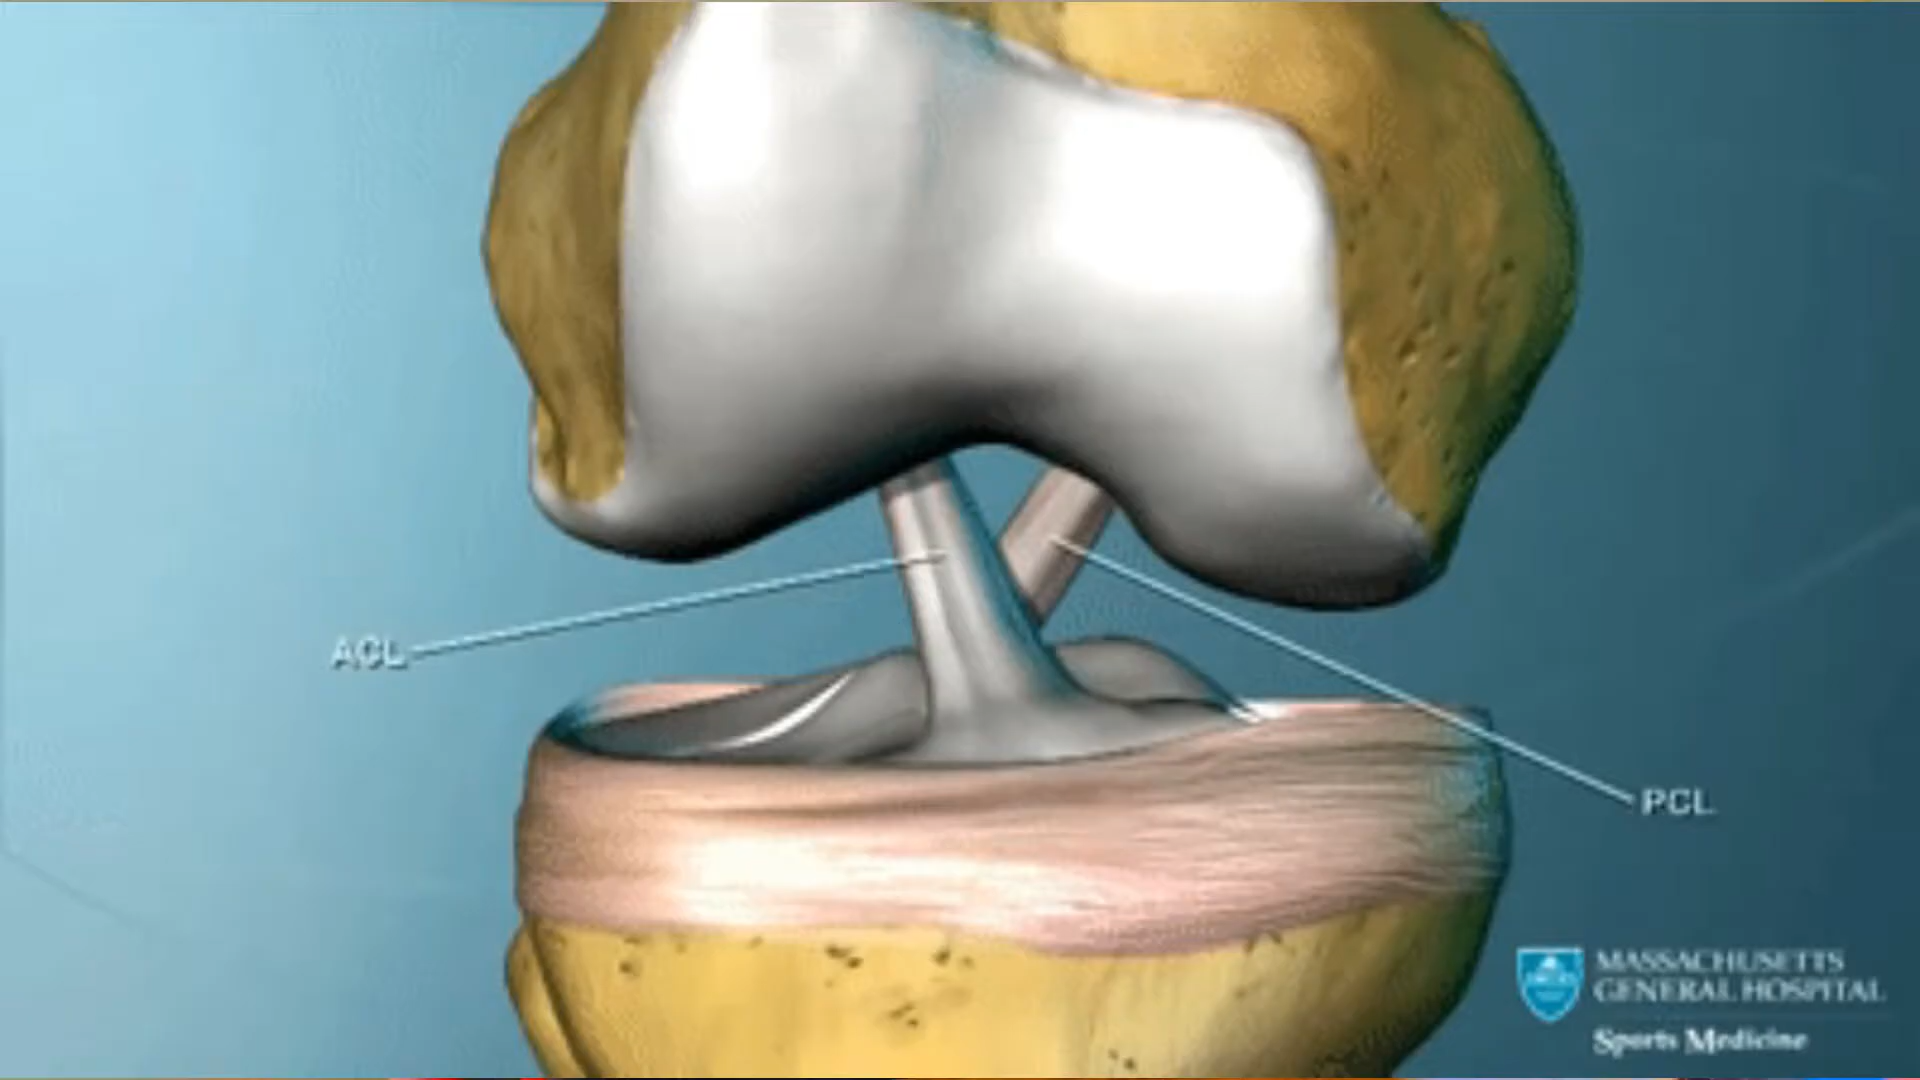 ACL
PCL
MASSACHUSETTS
GENERAL HOSPITAL
Sports Medicine